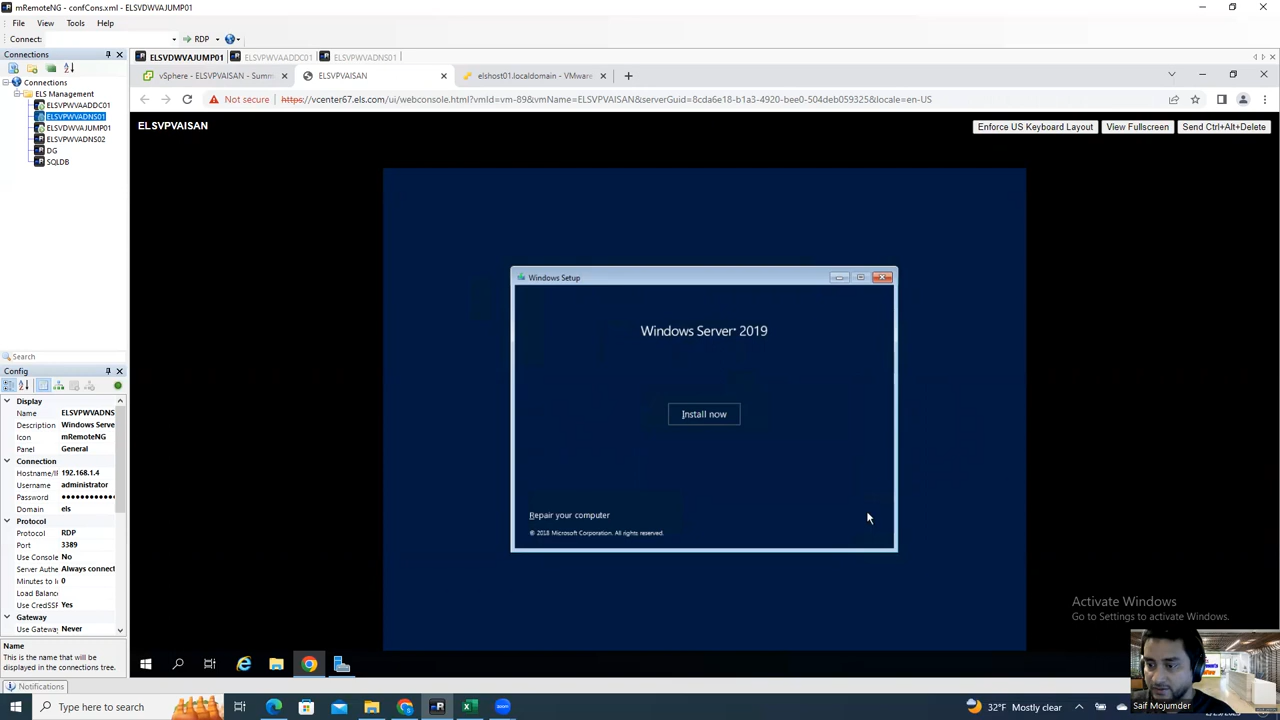 mRemoteNG - confCons.xml - ELSVDWVAJUMP01
File View Tools Help
Connect: RDP
Connections
ELSVDWVAJUMP01 ELSVPWVAADDC01 ELSVPWVADNS01
vSphere - ELSVPVAISAN - Summ ELSVPVAISAN elshost01.localdomain - VMware
Not secure https://vcenter67.els.com/ui/webconsole.html?vmId=vm-89&vmName=ELSVPVAISAN&serverGuid=8cda6e18-b1a3-4920-bee0-504deb059325&locale=en-US
Connections
ELS Management
ELSVPWVAADDC01
ELSVPWVADNS01
ELSVDWVAJUMP01
ELSVPWVADNS02
DG
SQLDB
ELSVPVAISAN
Enforce US Keyboard Layout View Fullscreen Send Ctrl+Alt+Delete
Windows Setup
Windows Server 2019
Install now
Repair your computer
© 2018 Microsoft Corporation. All rights reserved.
Search
Config
Display
Name ELSVPWVADNS
Description Windows Serve
Icon mRemoteNG
Panel General
Connection
Hostname/I 192.168.1.4
Username administrator
Password ••••••••••••
Domain els
Protocol
Protocol RDP
Port 3389
Use Console No
Server Authe Always connect
Minutes to I 0
Load Balanc
Use CredSSP Yes
Gateway
Use Gateway Never
Name
This is the name that will be
displayed in the connections tree.
Notifications
Activate Windows
Go to Settings to activate Windows.
Saif Mojumder
Type here to search
32°F Mostly clear